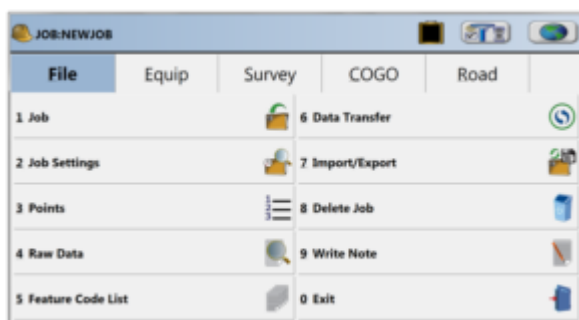 JOB:NEWJOB
File Equip Survey COGO Road
1 Job 6 Data Transfer
2 Job Settings 7 Import/Export
3 Points 8 Delete Job
4 Raw Data 9 Write Note
5 Feature Code List 0 Exit